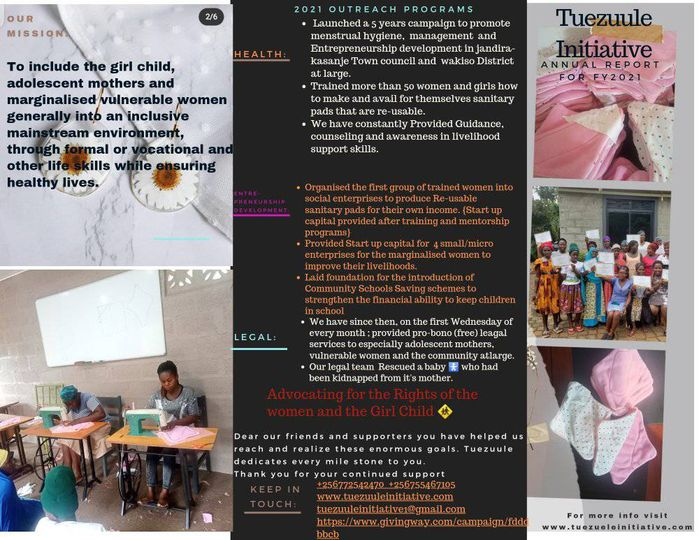 OUR
MISSION:
2/6
To include the girl child,
adolescent mothers and
marginalised vulnerable women
generally into an inclusive
mainstream environment,
through formal or vocational and
other life skills while ensuring
healthy lives.
2021 OUTREACH PROGRAMS
HEALTH:
• Launched a 5 years campaign to promote
menstrual hygiene, management and
Entrepreneurship development in jandira-
kasanje Town council and wakiso District
at large.
• Trained more than 50 women and girls how
to make and avail for themselves sanitary
pads that are re-usable.
• We have constantly Provided Guidance,
counseling and awareness in livelihood
support skills.
ENTRE-
PRENEURSHIP
DEVELOPMENT:
• Organised the first group of trained women into
social enterprises to produce Re-usable
sanitary pads for their own income. {Start up
capital provided after training and mentorship
programs}
• Provided Start up capital for 4 small/micro
enterprises for the marginalised women to
improve their livelihoods.
• Laid foundation for the introduction of
Community Schools Saving schemes to
strengthen the financial ability to keep children
in school
LEGAL:
• We have since then, on the first Wednesday of
every month ; provided pro-bono (free) leagal
services to especially adolescent mothers,
vulnerable women and the community atlarge.
• Our legal team Rescued a baby 🚼 who had
been kidnapped from it's mother.
Advocating for the Rights of the
women and the Girl Child 🚸
Dear our friends and supporters you have helped us
reach and realize these enormous goals. Tuezuule
dedicates every mile stone to you.
Thank you for your continued support
KEEP IN
TOUCH:
+256772542470 +256755467105
www.tuezuuleinitiative.com
tuezuuleinitiative1@gmail.com
https://www.givingway.com/campaign/fddc
bbcb
Tuezuule
Initiative
ANNUAL REPORT
FOR FY2021
For more info visit
www.tuezueleinitiative.com